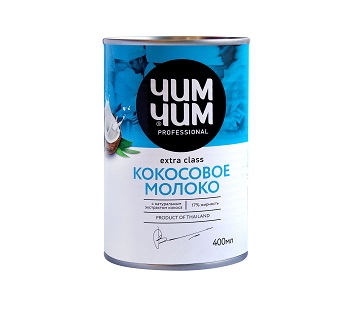 ЧИМ
ЧИМ®
PROFESSIONAL
extra class
КОКОСОВОЕ
МОЛОКО
с натуральным экстрактом кокоса
17% жирность
PRODUCT OF THAILAND
400мл